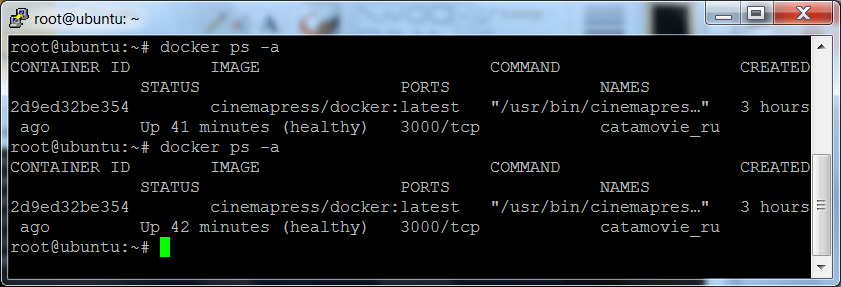 root@ubuntu: ~
root@ubuntu:~# docker ps -a
CONTAINER ID        IMAGE                       COMMAND                  CREATED
             STATUS                    PORTS               NAMES
2d9ed32be354        cinemapress/docker:latest   "/usr/bin/cinemapres…"   3 hours
 ago         Up 41 minutes (healthy)   3000/tcp            catamovie_ru
root@ubuntu:~# docker ps -a
CONTAINER ID        IMAGE                       COMMAND                  CREATED
             STATUS                    PORTS               NAMES
2d9ed32be354        cinemapress/docker:latest   "/usr/bin/cinemapres…"   3 hours
 ago         Up 42 minutes (healthy)   3000/tcp            catamovie_ru
root@ubuntu:~#